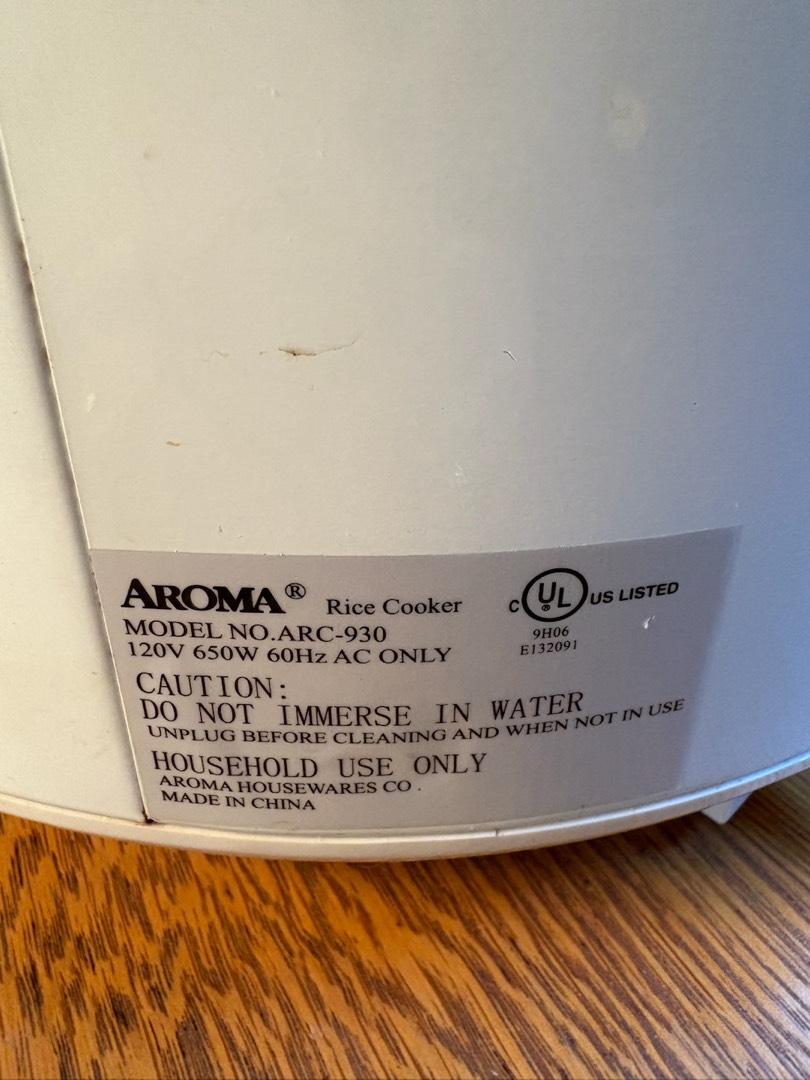 AROMA® Rice Cooker
MODEL NO.ARC-930
120V 650W 60Hz AC ONLY
C UL ® US LISTED
9H06
E132091
CAUTION:
DO NOT IMMERSE IN WATER
UNPLUG BEFORE CLEANING AND WHEN NOT IN USE
HOUSEHOLD USE ONLY
AROMA HOUSEWARES CO .
MADE IN CHINA